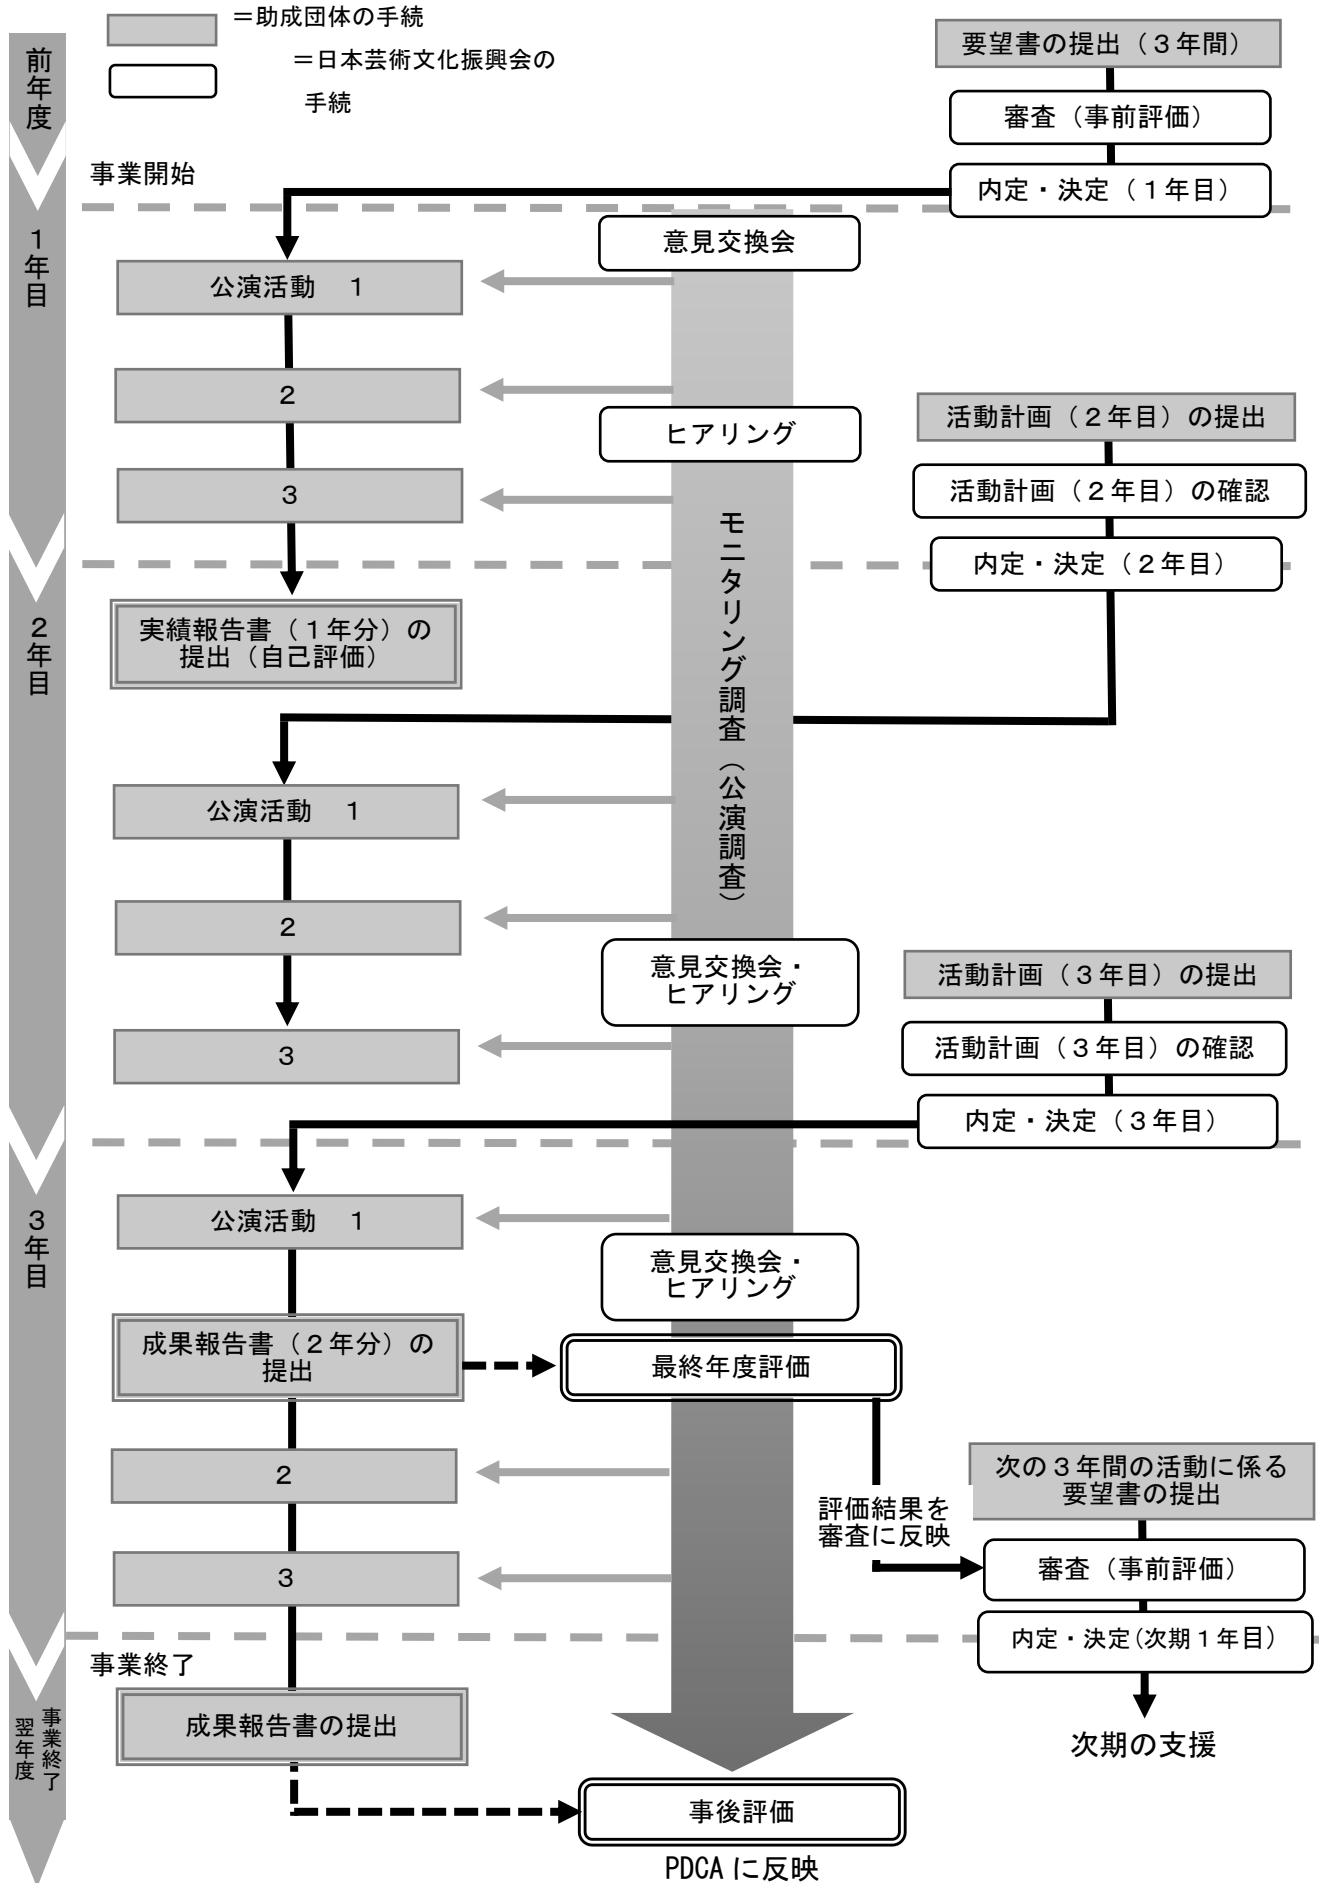 ＝助成団体の手続
＝日本芸術文化振興会の
手続
前年度
要望書の提出（３年間）
審査（事前評価）
内定・決定（１年目）
事業開始
１年目
意見交換会
公演活動　１
２
ヒアリング
３
活動計画（２年目）の提出
活動計画（２年目）の確認
内定・決定（２年目）
モニタリング調査（公演調査）
２年目
実績報告書（１年分）の
提出（自己評価）
公演活動　１
２
意見交換会・
ヒアリング
３
活動計画（３年目）の提出
活動計画（３年目）の確認
内定・決定（３年目）
３年目
公演活動　１
意見交換会・
ヒアリング
成果報告書（２年分）の
提出
最終年度評価
２
３
評価結果を
審査に反映
次の３年間の活動に係る
要望書の提出
審査（事前評価）
内定・決定(次期１年目)
事業終了
事業終了
翌年度
成果報告書の提出
次期の支援
事後評価
PDCA に反映